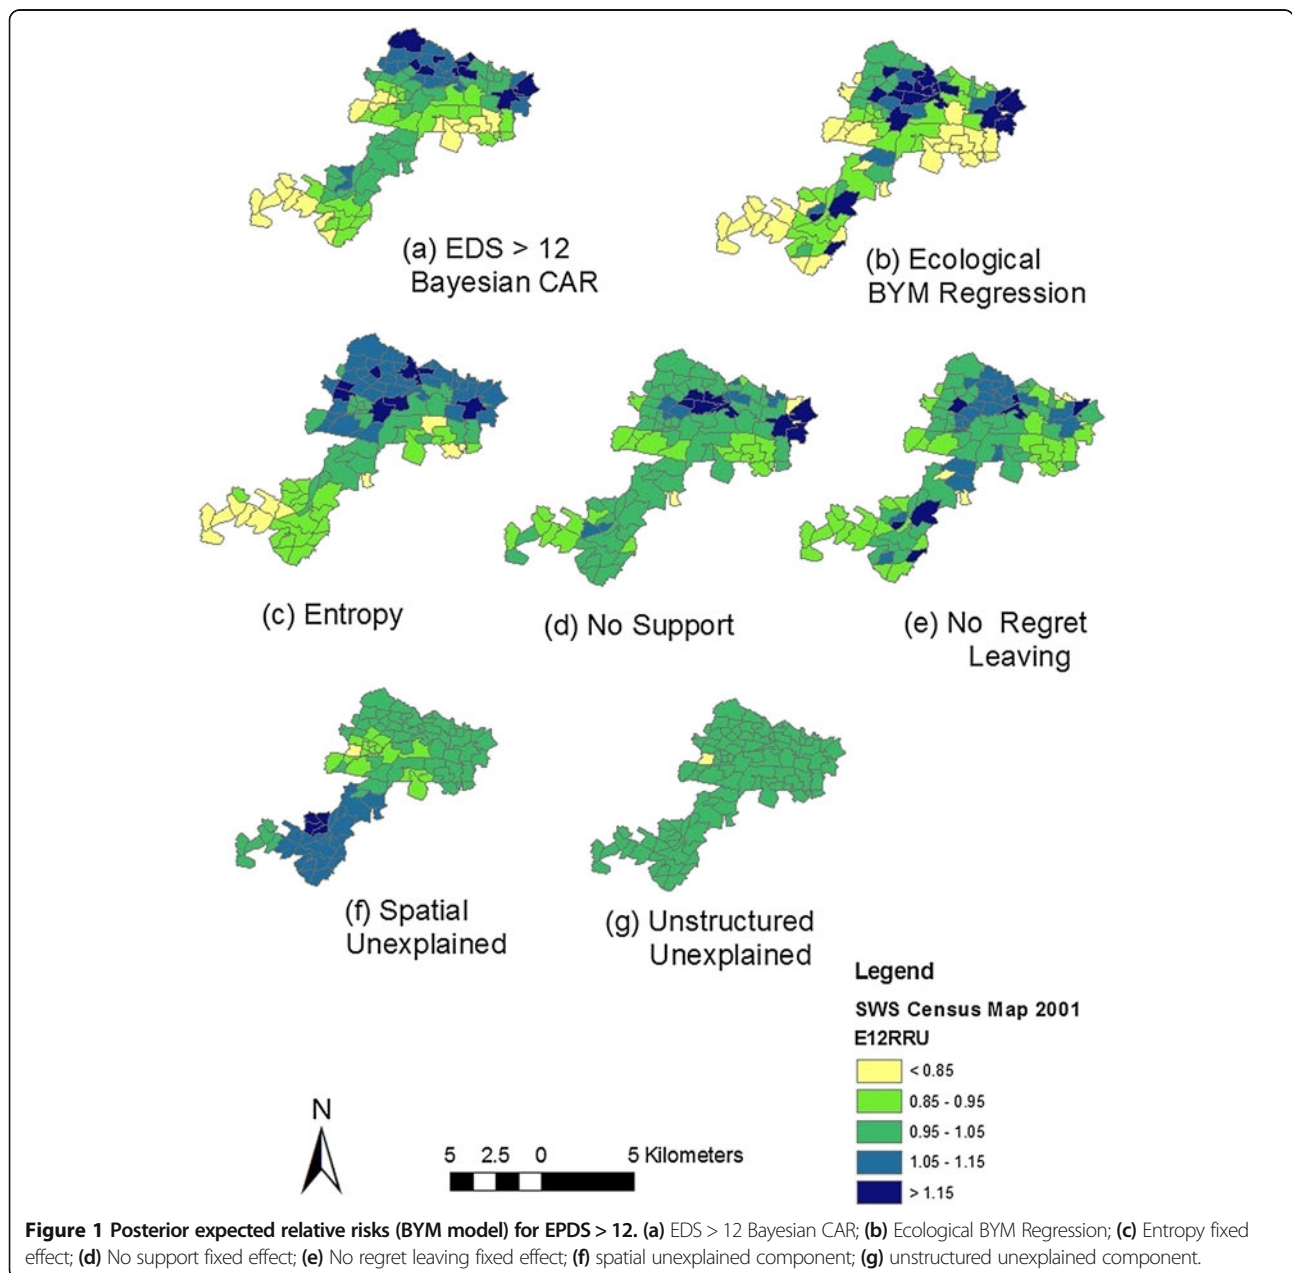 (a) EDS > 12
Bayesian CAR
(b) Ecological
BYM Regression
(c) Entropy
(d) No Support
(e) No Regret
Leaving
(f) Spatial
Unexplained
(g) Unstructured
Unexplained
Legend
SWS Census Map 2001
E12RRU
< 0.85
0.85 - 0.95
0.95 - 1.05
1.05 - 1.15
> 1.15
N
5 2.5 0 5 Kilometers
Figure 1 Posterior expected relative risks (BYM model) for EPDS > 12. (a) EDS > 12 Bayesian CAR; (b) Ecological BYM Regression; (c) Entropy fixed
effect; (d) No support fixed effect; (e) No regret leaving fixed effect; (f) spatial unexplained component; (g) unstructured unexplained component.